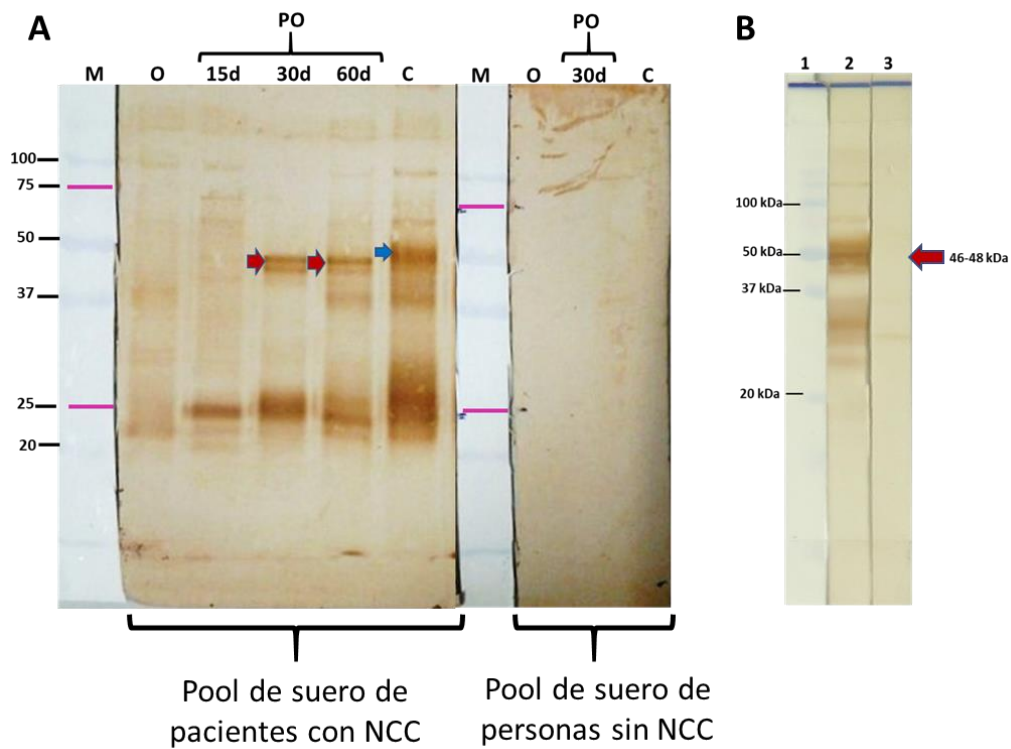 A
PO
M O 15d 30d 60d C
100
75
50
37
25
20
PO
M O 30d C
Pool de suero de
pacientes con NCC
Pool de suero de
personas sin NCC
B
1 2 3
100 kDa
50 kDa
37 kDa
20 kDa
46-48 kDa